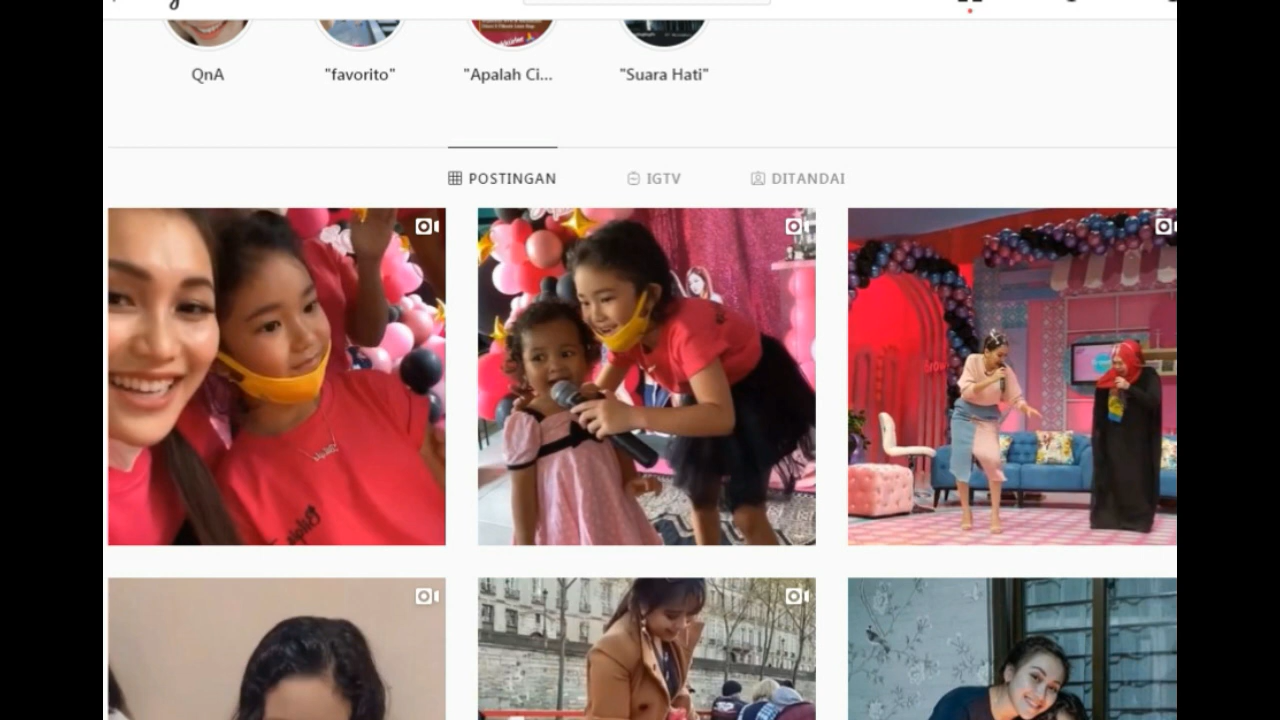 QnA
"favorito"
"Apalah Ci...
"Suara Hati"
POSTINGAN
IGTV
DITANDAI